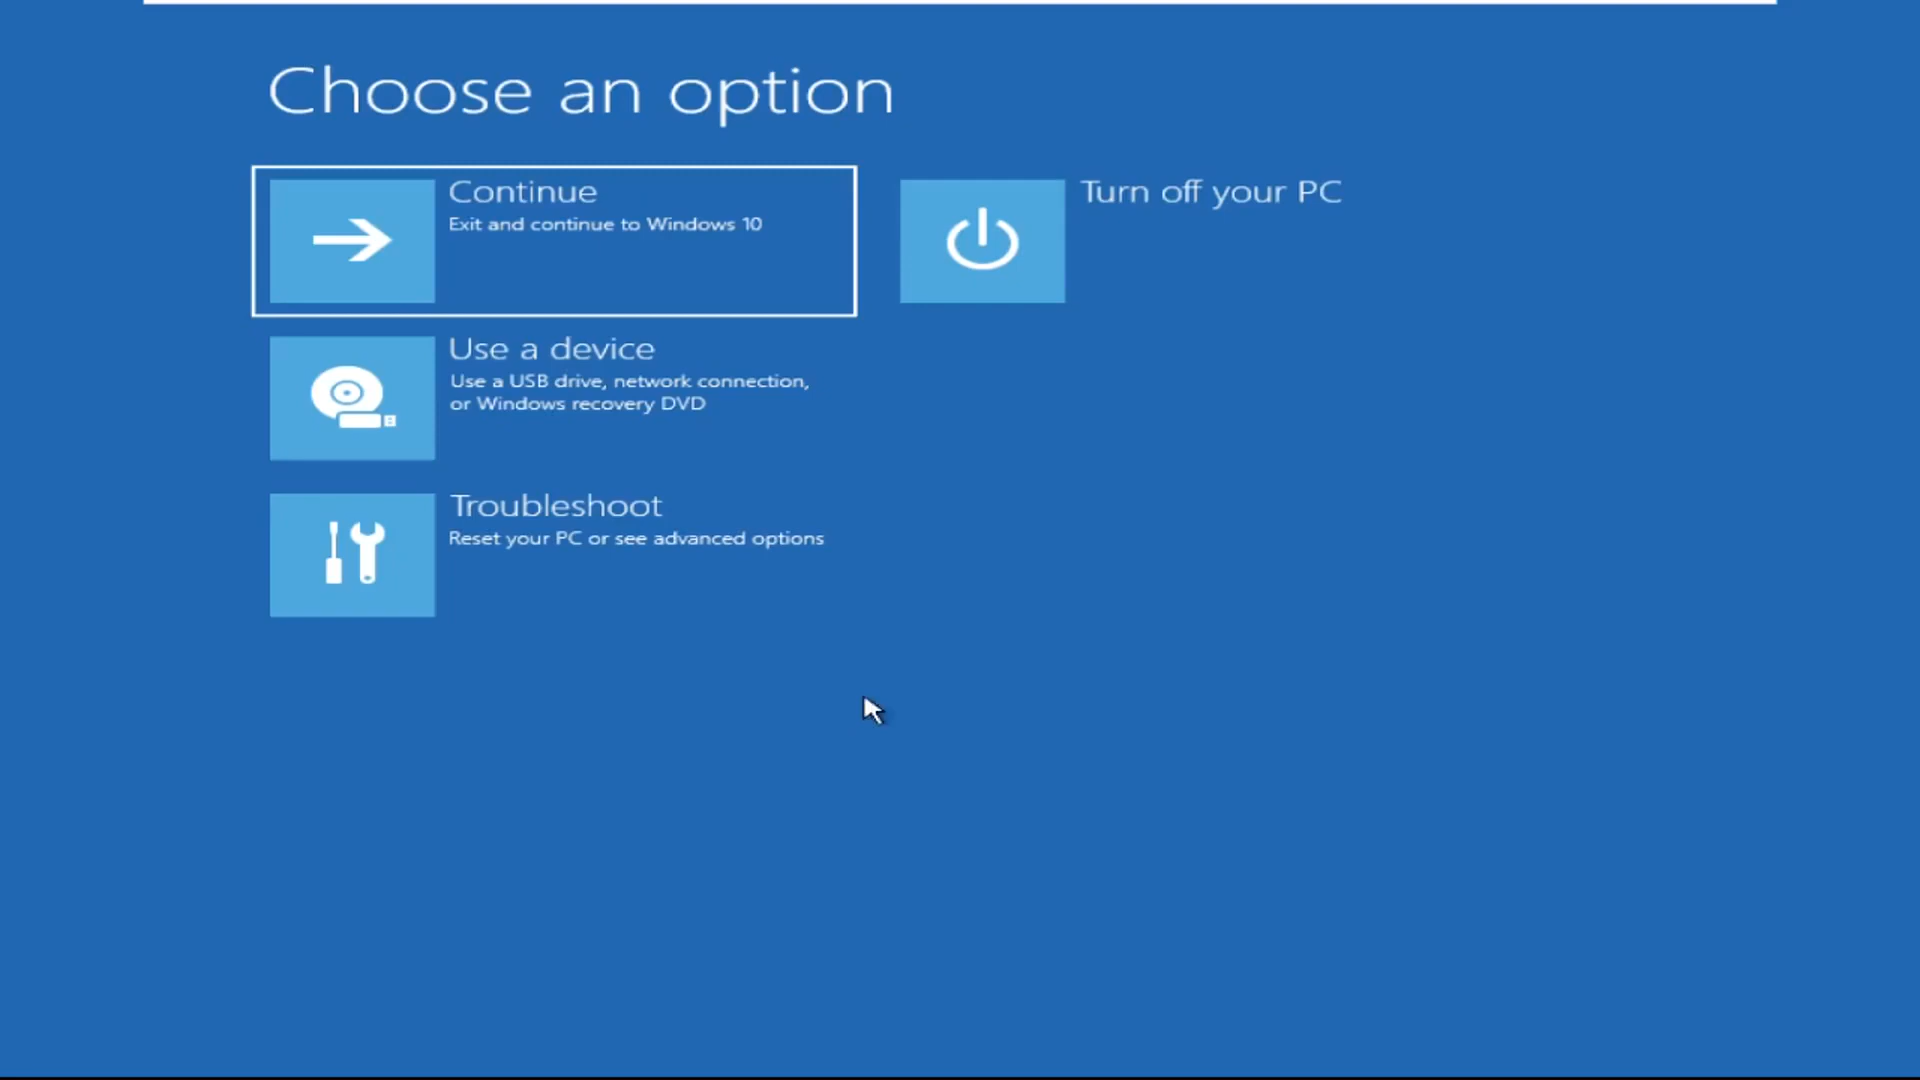 Choose an option
Continue
Exit and continue to Windows 10
Turn off your PC
Use a device
Use a USB drive, network connection,
or Windows recovery DVD
Troubleshoot
Reset your PC or see advanced options